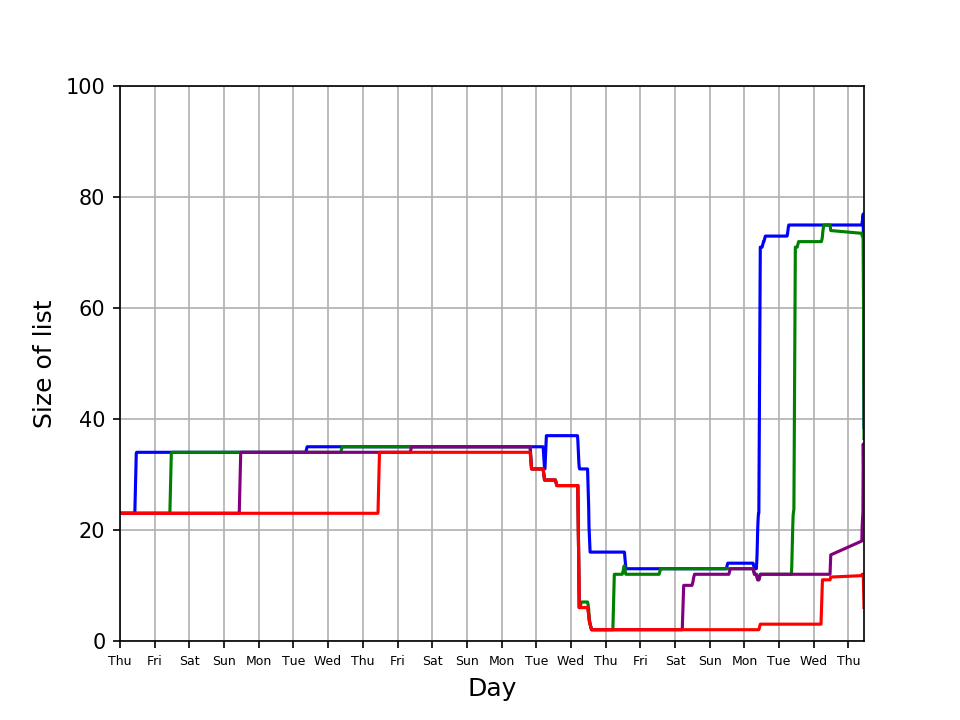 100
80
60
40
20
0
Size of list
Thu Fri Sat Sun Mon Tue Wed Thu Fri Sat Sun Mon Tue Wed Thu Fri Sat Sun Mon Tue Wed Thu
Day